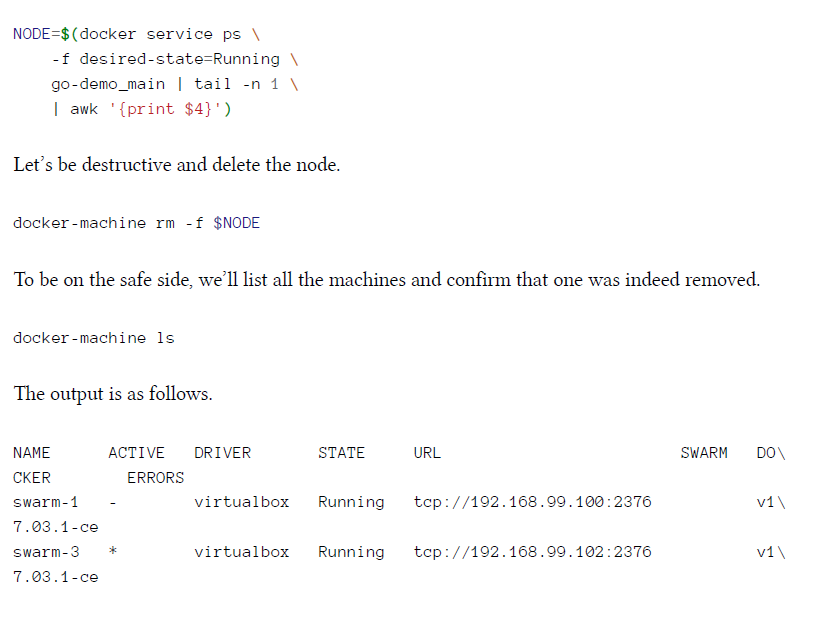 NODE=$(docker service ps \
    -f desired-state=Running \
    go-demo_main | tail -n 1 \
    | awk '{print $4}')
Let’s be destructive and delete the node.
docker-machine rm -f $NODE
To be on the safe side, we’ll list all the machines and confirm that one was indeed removed.
docker-machine ls
The output is as follows.
NAME      ACTIVE   DRIVER       STATE     URL                         SWARM   DO\
CKER        ERRORS
swarm-1   -        virtualbox   Running   tcp://192.168.99.100:2376           v1\
7.03.1-ce
swarm-3   *        virtualbox   Running   tcp://192.168.99.102:2376           v1\
7.03.1-ce